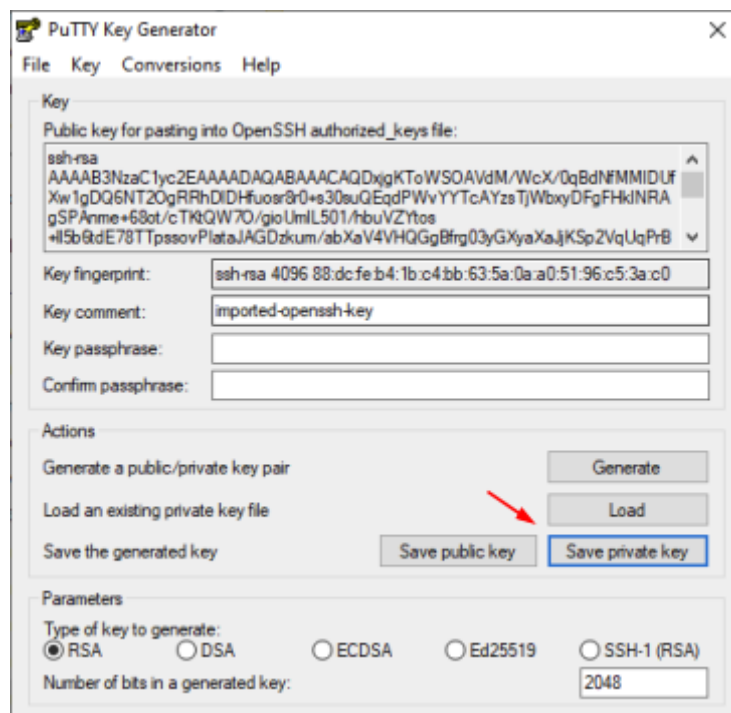 PuTTY Key Generator
File Key Conversions Help
Key
Public key for pasting into OpenSSH authorized_keys file:
ssh-rsa
AAAAB3NzaC1yc2EAAAADAQABAAACAQDxjgKToWSOAVdM/WcX/0qBdNfMMIDUf
Xw1gDQ6NT2OgRRhDIDHfuosr8r0+s30suQEqdPWvYYTcAYzsTjWbxyDFgFHkINRA
gSPAnme+68ot/cTKtQW7O/gioUmIL501/hbuVZYtos
+II5b6tdE78TTpssovPIataJAGDzkum/abXaV4VHQGgBfrg03yGXyaXaJjKSp2VqUqPrB
Key fingerprint: ssh-rsa 4096 88:dc:fe:b4:1b:c4:bb:63:5a:0a:a0:51:96:c5:3a:c0
Key comment: imported-openssh-key
Key passphrase:
Confirm passphrase:
Actions
Generate a public/private key pair Generate
Load an existing private key file Load
Save the generated key Save public key Save private key
Parameters
Type of key to generate:
RSA DSA ECDSA Ed25519 SSH-1 (RSA)
Number of bits in a generated key: 2048